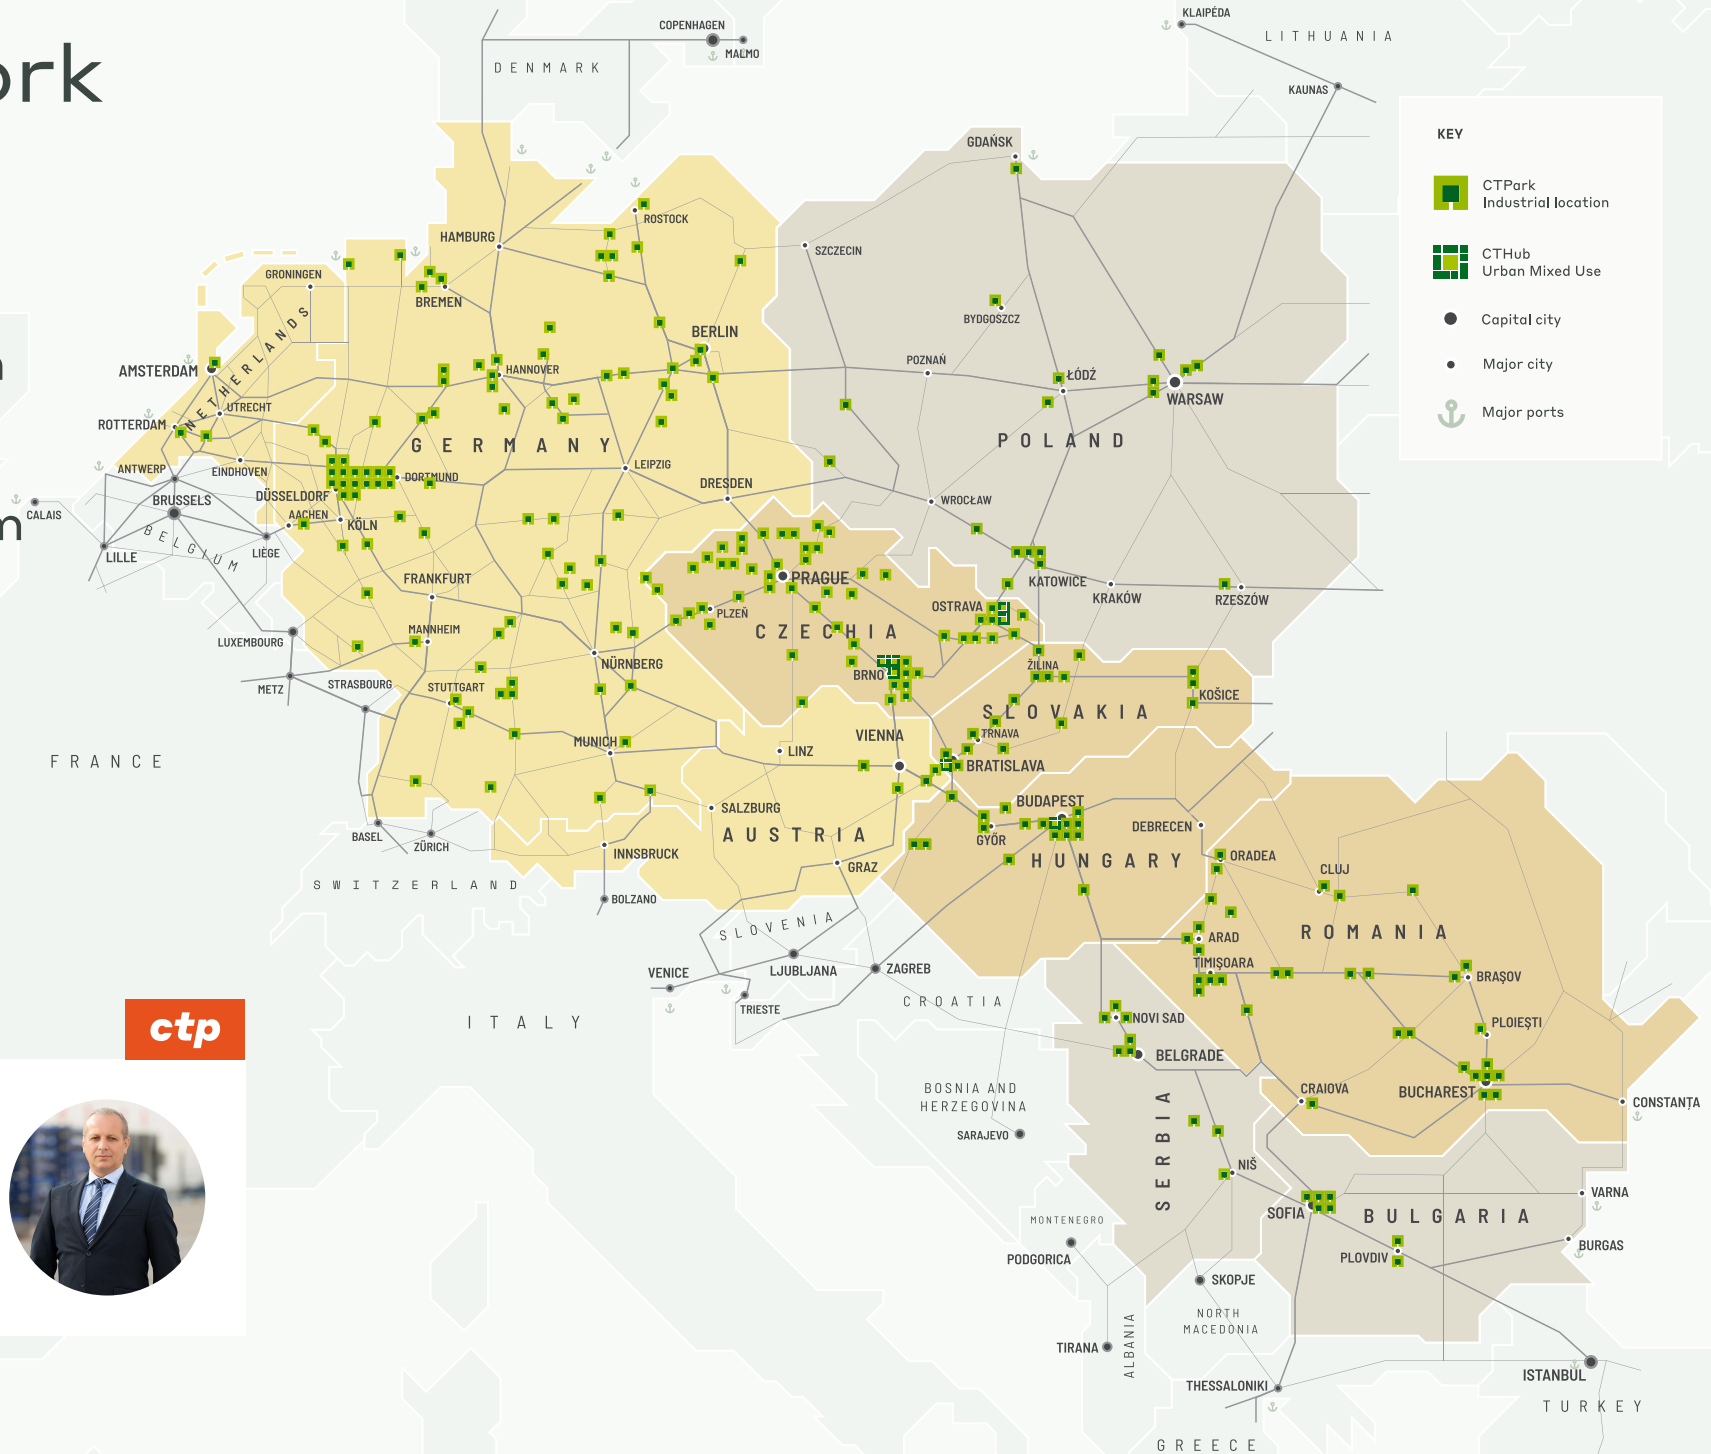 ork
m
KEY
CTPark
Industrial location
CTHub
Urban Mixed Use
Capital city
Major city
Major ports
COPENHAGEN
MALMO
DENMARK
KLAIPÉDA
LITHUANIA
KAUNAS
GDAŃSK
ROSTOCK
HAMBURG
SZCZECIN
GRONINGEN
BREMEN
BYDGOSZCZ
BERLIN
NETHERLANDS
AMSTERDAM
HANNOVER
POZNAŃ
ŁÓDŹ
WARSAW
UTRECHT
ROTTERDAM
GERMANY
POLAND
ANTWERP
EINDHOVEN
DORTMUND
LEIPZIG
DRESDEN
BRUSSELS
DÜSSELDORF
WROCŁAW
CALAIS
AACHEN
KÖLN
BELGIUM
LILLE
LIÈGE
FRANKFURT
PRAGUE
KATOWICE
KRAKÓW
RZESZÓW
OSTRAVA
PLZEŇ
CZECHIA
LUXEMBOURG
MANNHEIM
NÜRNBERG
ŽILINA
BRNO
METZ
STRASBOURG
STUTTGART
KOŠICE
SLOVAKIA
TRNAVA
VIENNA
MUNICH
LINZ
FRANCE
BRATISLAVA
SALZBURG
BUDAPEST
AUSTRIA
DEBRECEN
BASEL
ZÜRICH
GYŐR
INNSBRUCK
HUNGARY
ORADEA
GRAZ
CLUJ
SWITZERLAND
BOLZANO
SLOVENIA
ARAD
ROMANIA
VENICE
LJUBLJANA
ZAGREB
TIMIȘOARA
BRAȘOV
CROATIA
TRIESTE
ITALY
NOVI SAD
PLOIEȘTI
BELGRADE
BOSNIA AND
HERZEGOVINA
CRAIOVA
BUCHAREST
CONSTANȚA
SARAJEVO
SERBIA
NIŠ
VARNA
SOFIA
BULGARIA
MONTENEGRO
PODGORICA
PLOVDIV
BURGAS
SKOPJE
NORTH
MACEDONIA
TIRANA
ALBANIA
ISTANBUL
THESSALONIKI
TURKEY
GREECE
ctp